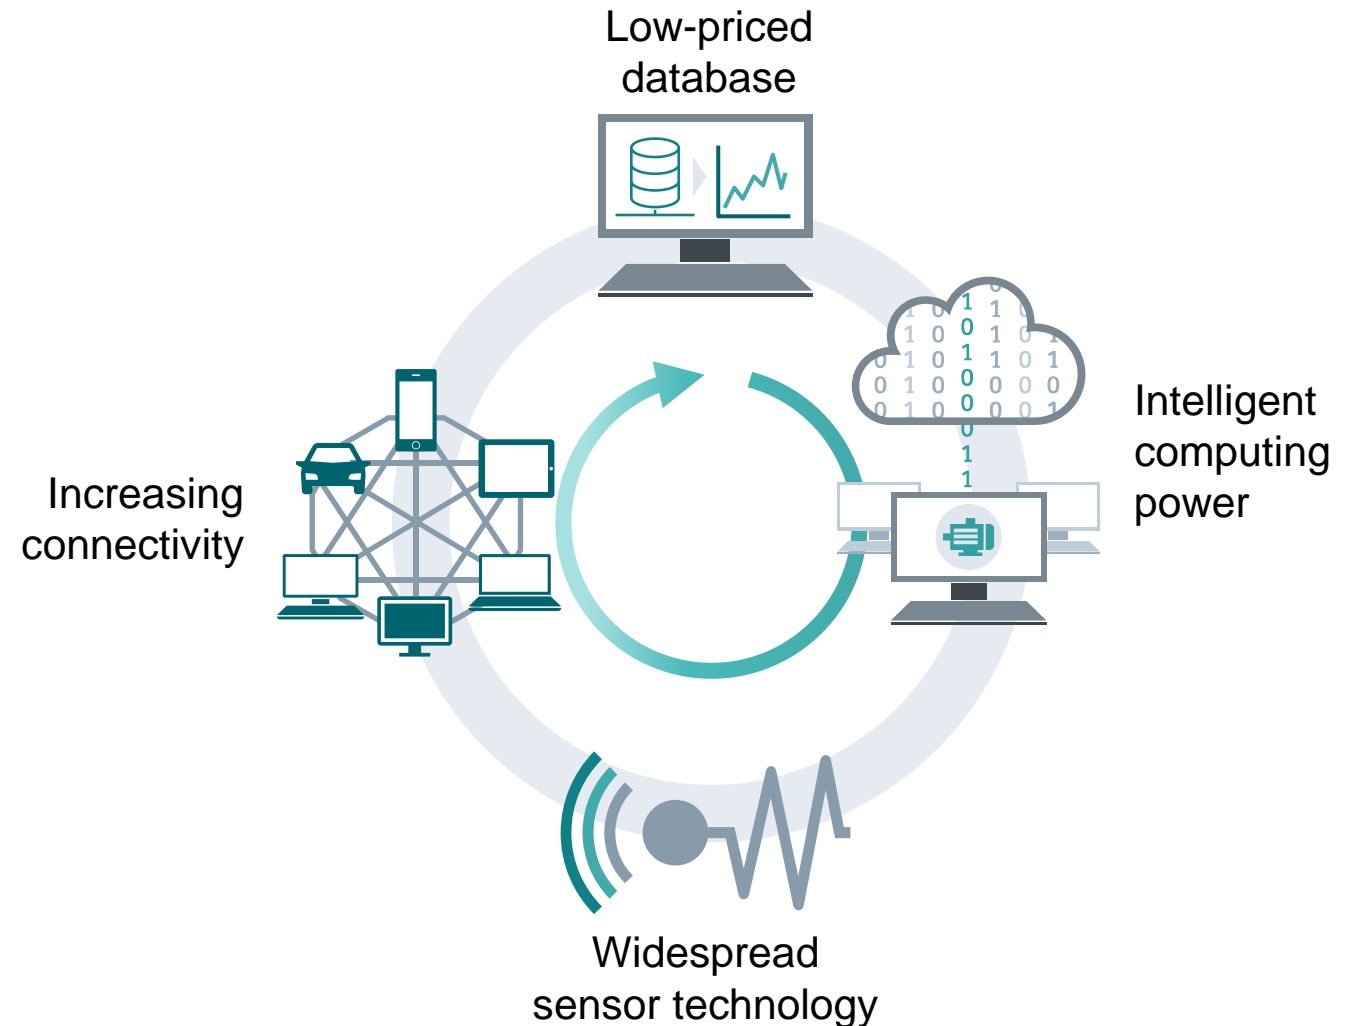 Low-priced
database
Intelligent
computing
power
Increasing
connectivity
Widespread
sensor technology